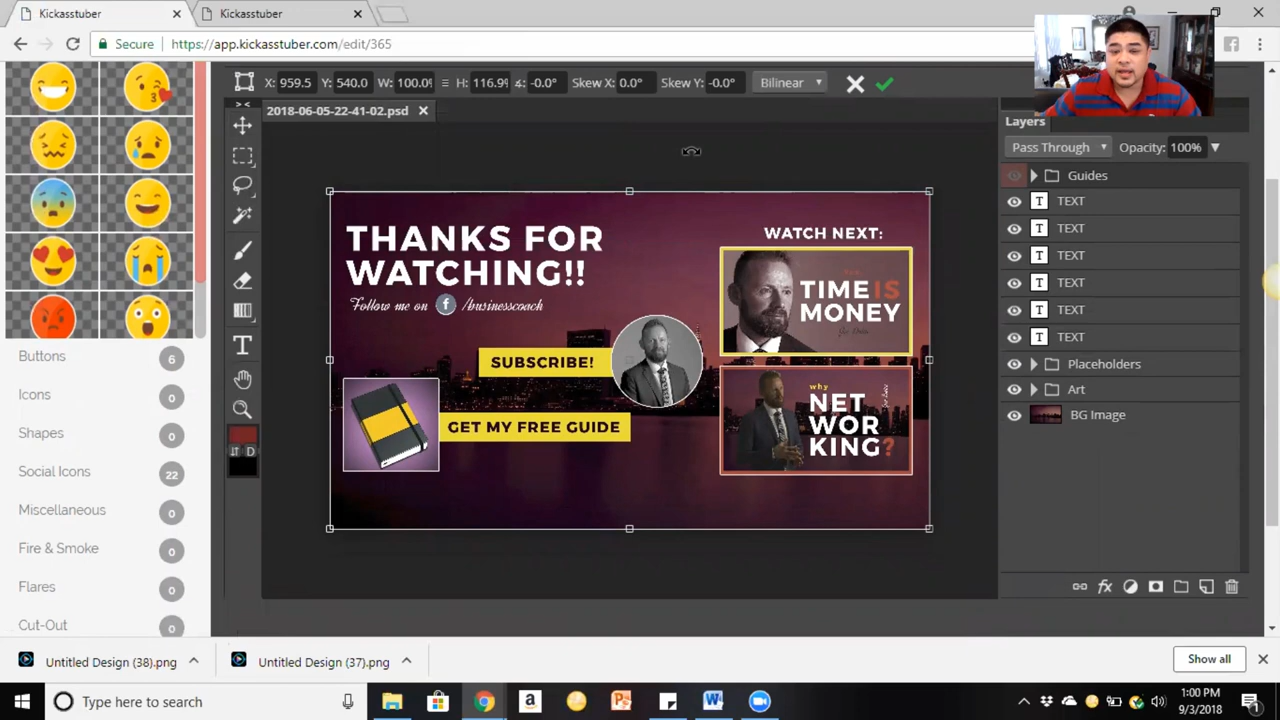 Kickasstuber
Kickasstuber
Secure
https://app.kickasstuber.com/edit/365
X: 959.5 Y: 540.0 W: 100.0% H: 116.9% ∡: -0.0° Skew X: 0.0° Skew Y: -0.0° Bilinear
> <
2018-06-05-22-41-02.psd
Layers
Pass Through
Opacity: 100%
Guides
TEXT
TEXT
TEXT
TEXT
TEXT
TEXT
Placeholders
Art
BG Image
T
D
THANKS FOR
WATCHING!!
Follow me on f /businesscoach
SUBSCRIBE!
GET MY FREE GUIDE
WATCH NEXT:
TIME IS
MONEY
why
NET
WOR
KING?
Buttons 6
Icons 0
Shapes 0
Social Icons 22
Miscellaneous 0
Fire & Smoke 0
Flares 0
Cut-Out 0
fx
Untitled Design (38).png
Untitled Design (37).png
Show all
Type here to search
1:00 PM
9/3/2018